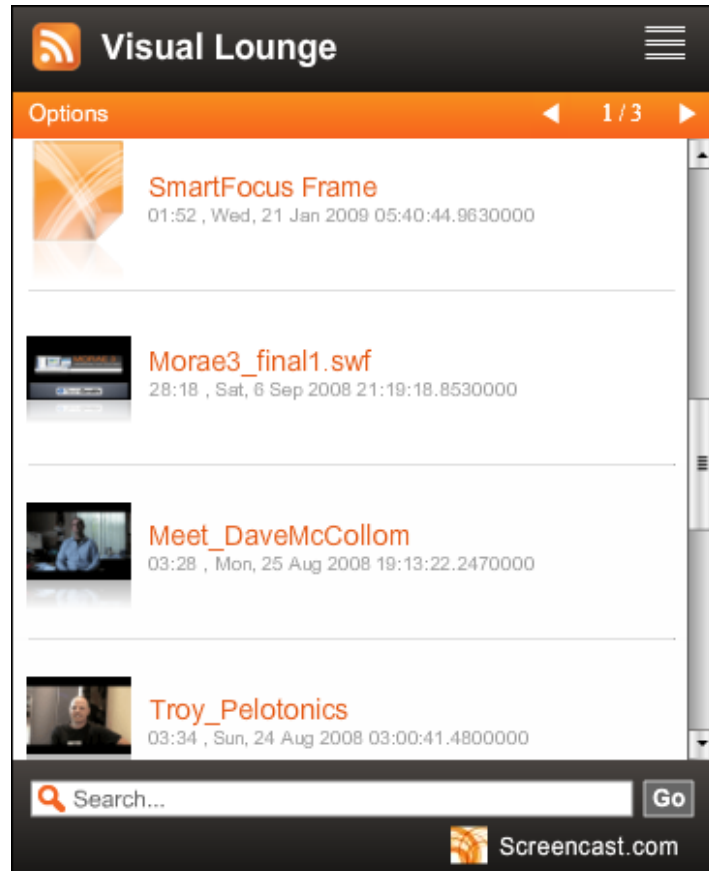 Visual Lounge
Options
1 / 3
SmartFocus Frame
01:52 , Wed, 21 Jan 2009 05:40:44.9630000
Morae3_final1.swf
28:18 , Sat, 6 Sep 2008 21:19:18.8530000
Meet_DaveMcCollom
03:28 , Mon, 25 Aug 2008 19:13:22.2470000
Troy_Pelotonics
03:34 , Sun, 24 Aug 2008 03:00:41.4800000
Search...
Go
Screencast.com